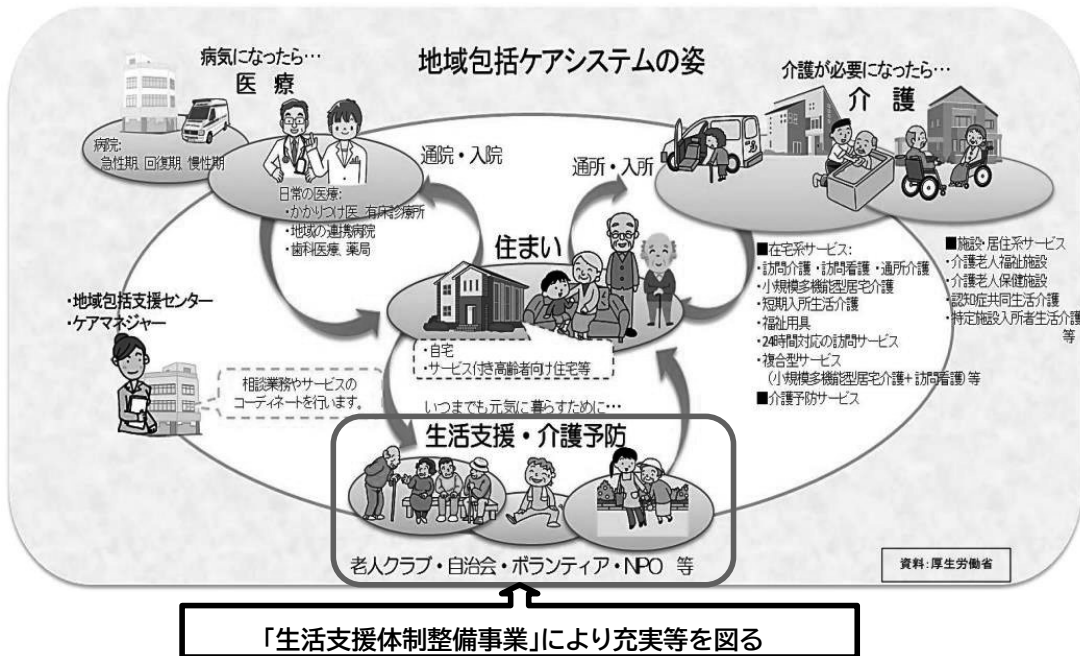 地域包括ケアシステムの姿
病気になったら…
医 療
病院:
急性期 回復期 慢性期
日常の医療:
・かかりつけ医 有床診療所
・地域の連携病院
・歯科医療 薬局
通院・入院
通所・入所
介護が必要になったら…
介 護
■在宅系サービス:
・訪問介護・訪問看護・通所介護
・小規模多機能型居宅介護
・短期入所生活介護
・福祉用具
・24時間対応の訪問サービス
・複合型サービス
(小規模多機能型居宅介護+訪問看護)等
■介護予防サービス
■施設・居住系サービス
・介護老人福祉施設
・介護老人保健施設
・認知症共同生活介護
・特定施設入所者生活介護
等
住まい
・自宅
・サービス付き高齢者向け住宅等
・地域包括支援センター
・ケアマネジャー
相談業務やサービスの
コーディネートを行います。
いつまでも元気に暮らすために…
生活支援・介護予防
老人クラブ・自治会・ボランティア・NPO 等
資料:厚生労働省
「生活支援体制整備事業」により充実等を図る